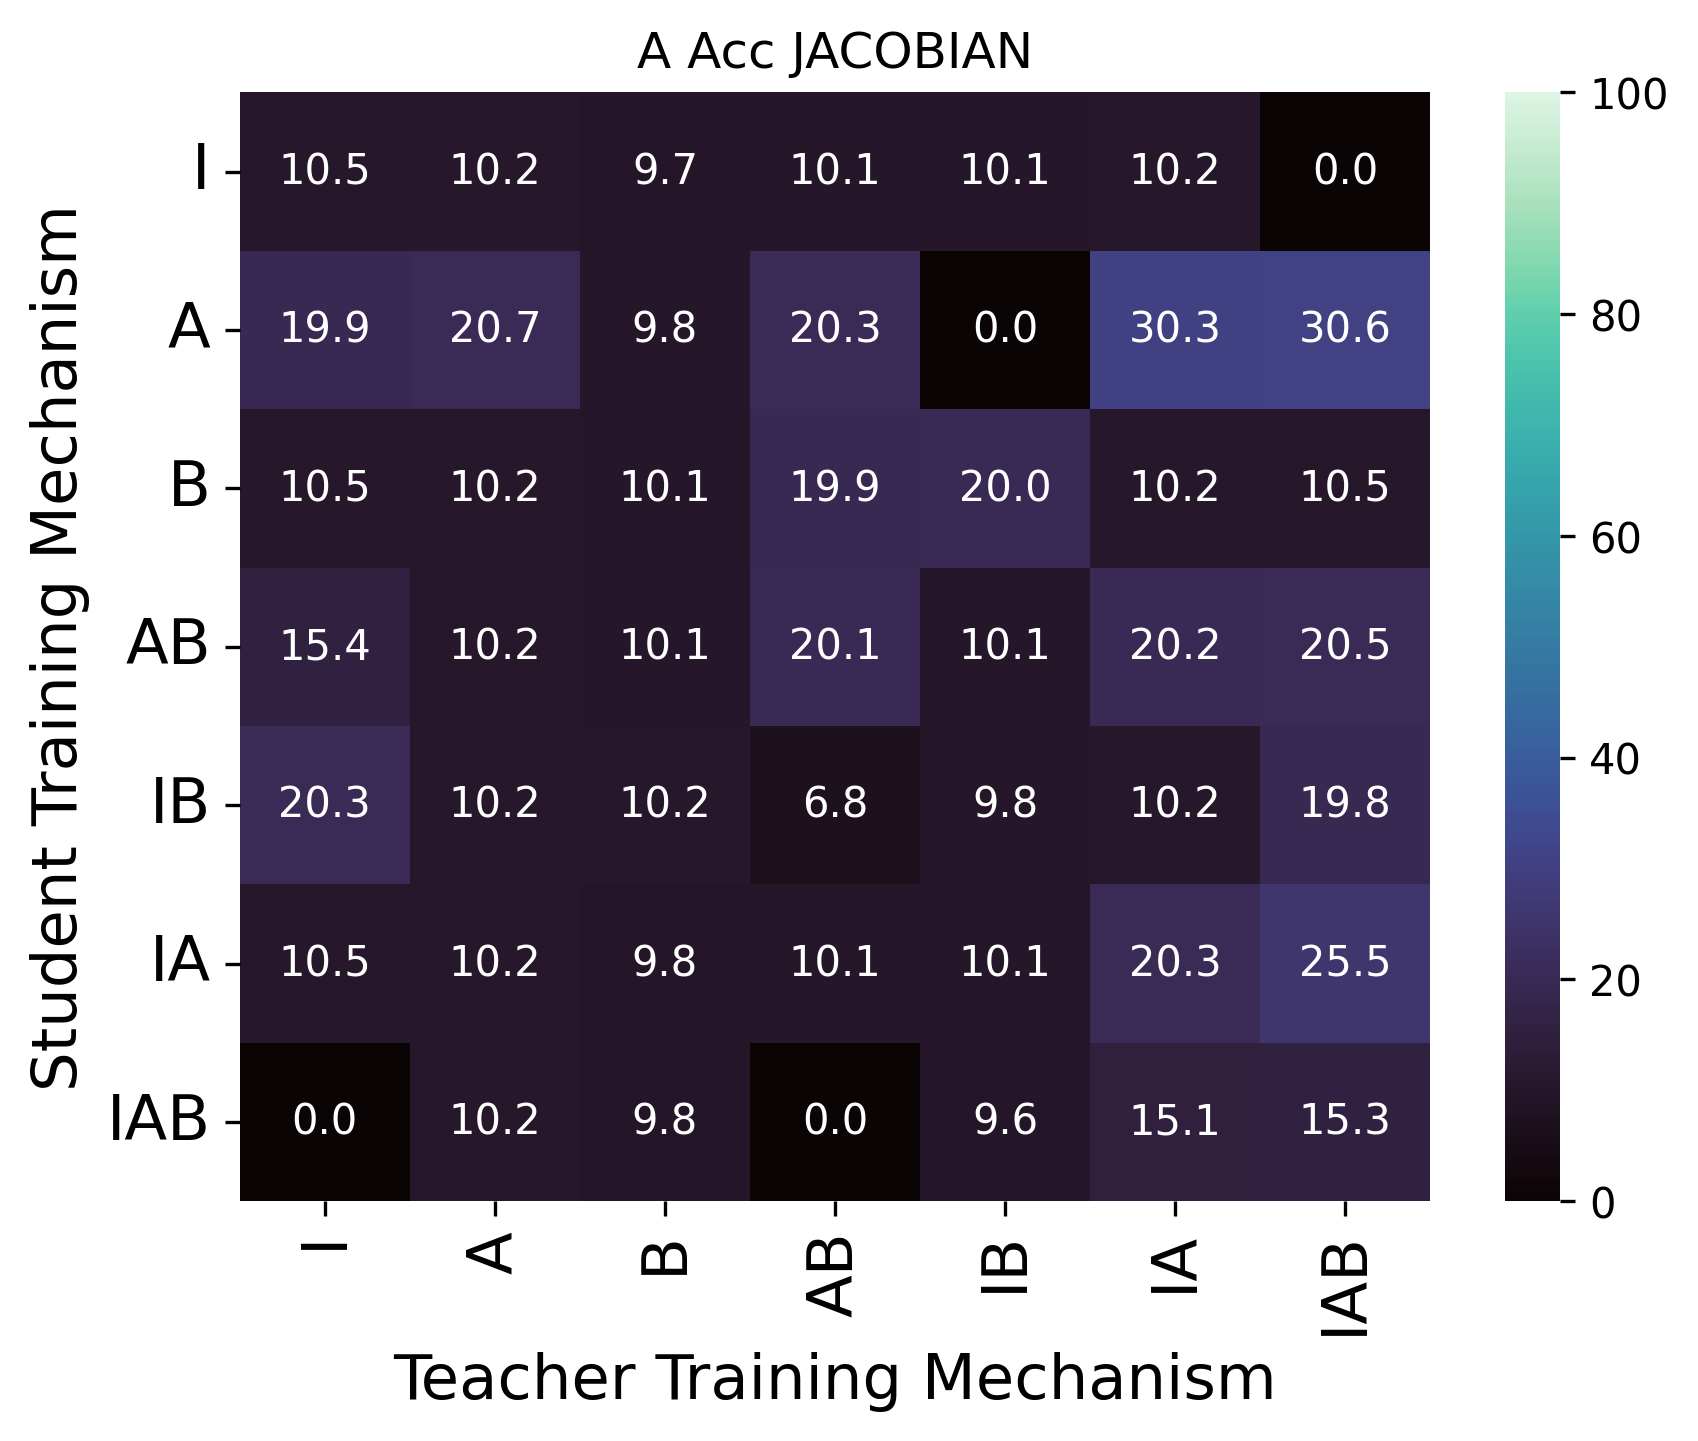 A Acc JACOBIAN
Student Training Mechanism
I 10.5 10.2 9.7 10.1 10.1 10.2 0.0
A 19.9 20.7 9.8 20.3 0.0 30.3 30.6
B 10.5 10.2 10.1 19.9 20.0 10.2 10.5
AB 15.4 10.2 10.1 20.1 10.1 20.2 20.5
IB 20.3 10.2 10.2 6.8 9.8 10.2 19.8
IA 10.5 10.2 9.8 10.1 10.1 20.3 25.5
IAB 0.0 10.2 9.8 0.0 9.6 15.1 15.3
I A B AB IB IA IAB
Teacher Training Mechanism
100
80
60
40
20
0